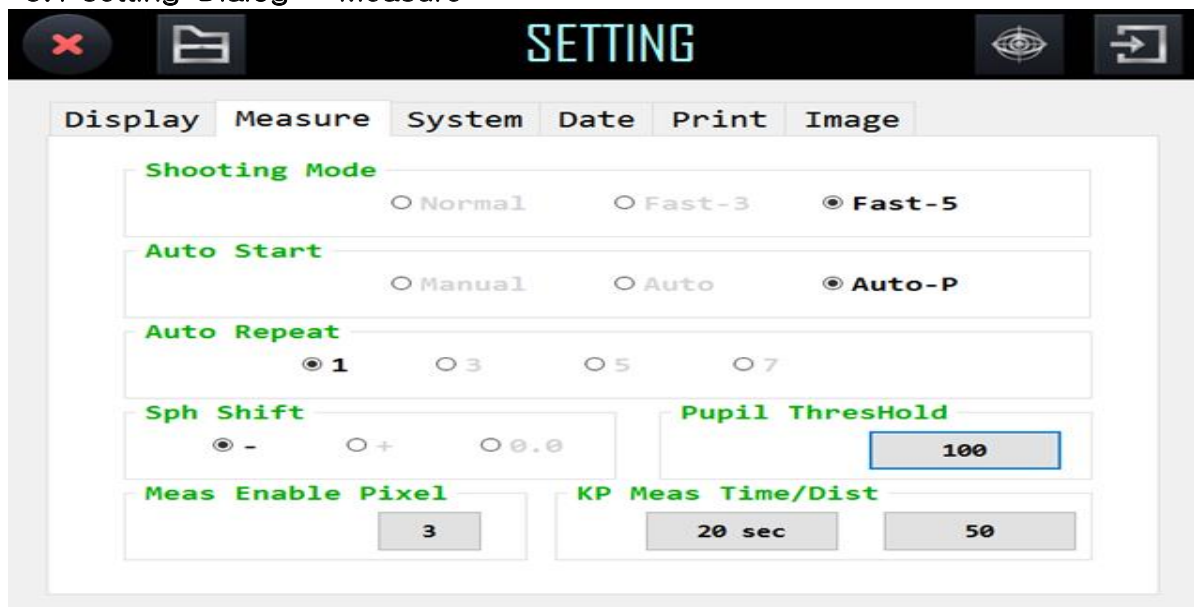 SETTING
Display Measure System Date Print Image
Shooting Mode
Normal Fast-3 Fast-5
Auto Start
Manual Auto Auto-P
Auto Repeat
1 3 5 7
Sph Shift Pupil ThresHold
- + 0.0 100
Meas Enable Pixel KP Meas Time/Dist
3 20 sec 50